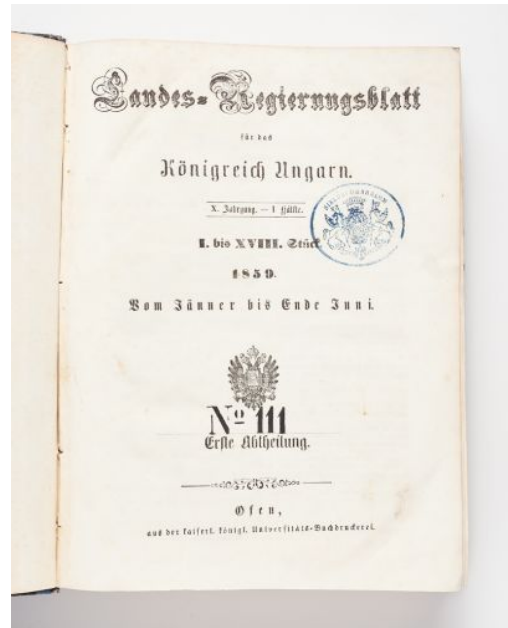 Landes-Regierungsblatt
für das
Königreich Ungarn.
X. Jahrgang. — I. Hälfte.
I. bis XVIII. Stück.
1859.
Vom Jänner bis Ende Juni.
Nº 111
Erste Abtheilung.
Ofen,
aus der kaiserl. königl. Universitäts-Buchdruckerei.